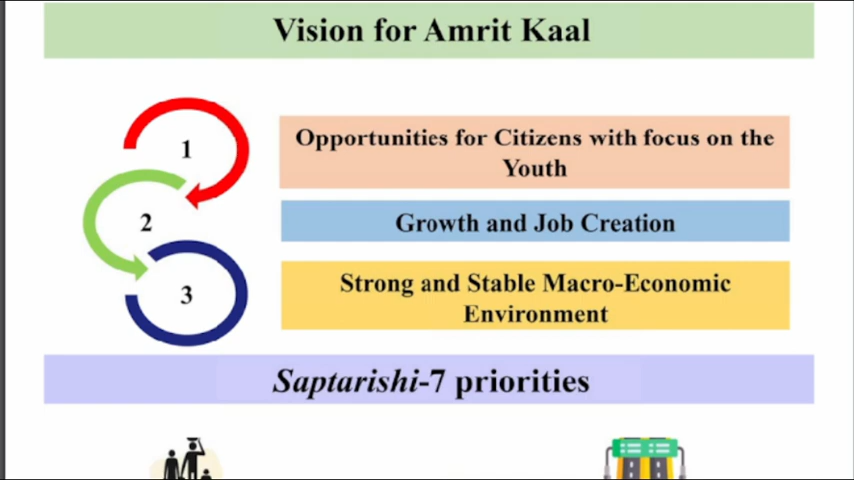 Vision for Amrit Kaal
1
Opportunities for Citizens with focus on the
Youth
2
Growth and Job Creation
3
Strong and Stable Macro-Economic
Environment
Saptarishi-7 priorities